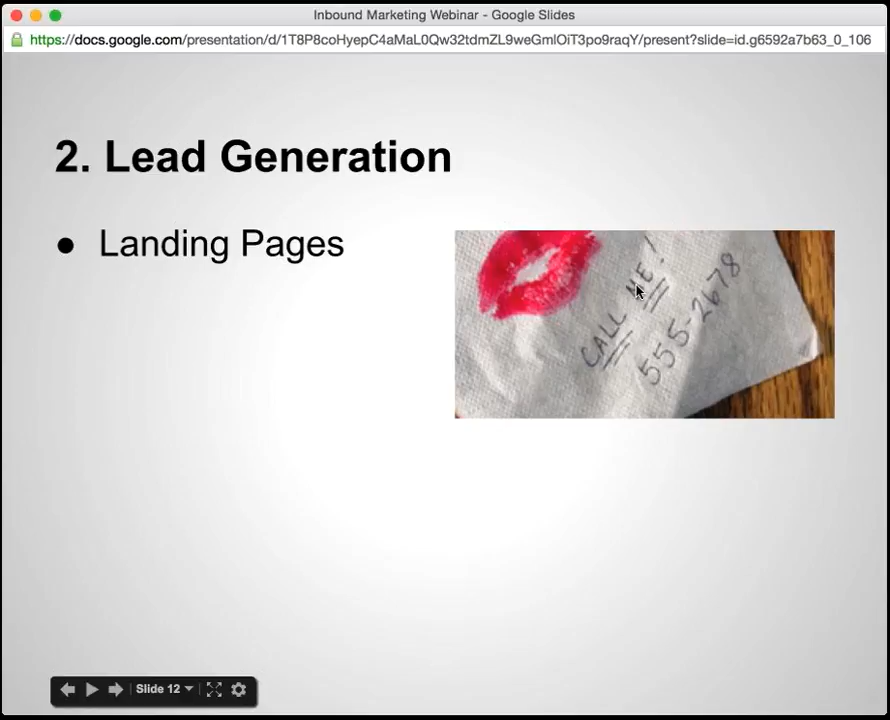 Inbound Marketing Webinar - Google Slides
https://docs.google.com/presentation/d/1T8P8coHyepC4aMaL0Qw32tdmZL9weGmlOiT3po9raqY/present?slide=id.g6592a7b63_0_106
2. Lead Generation
● Landing Pages
CALL ME!
555-2678
Slide 12